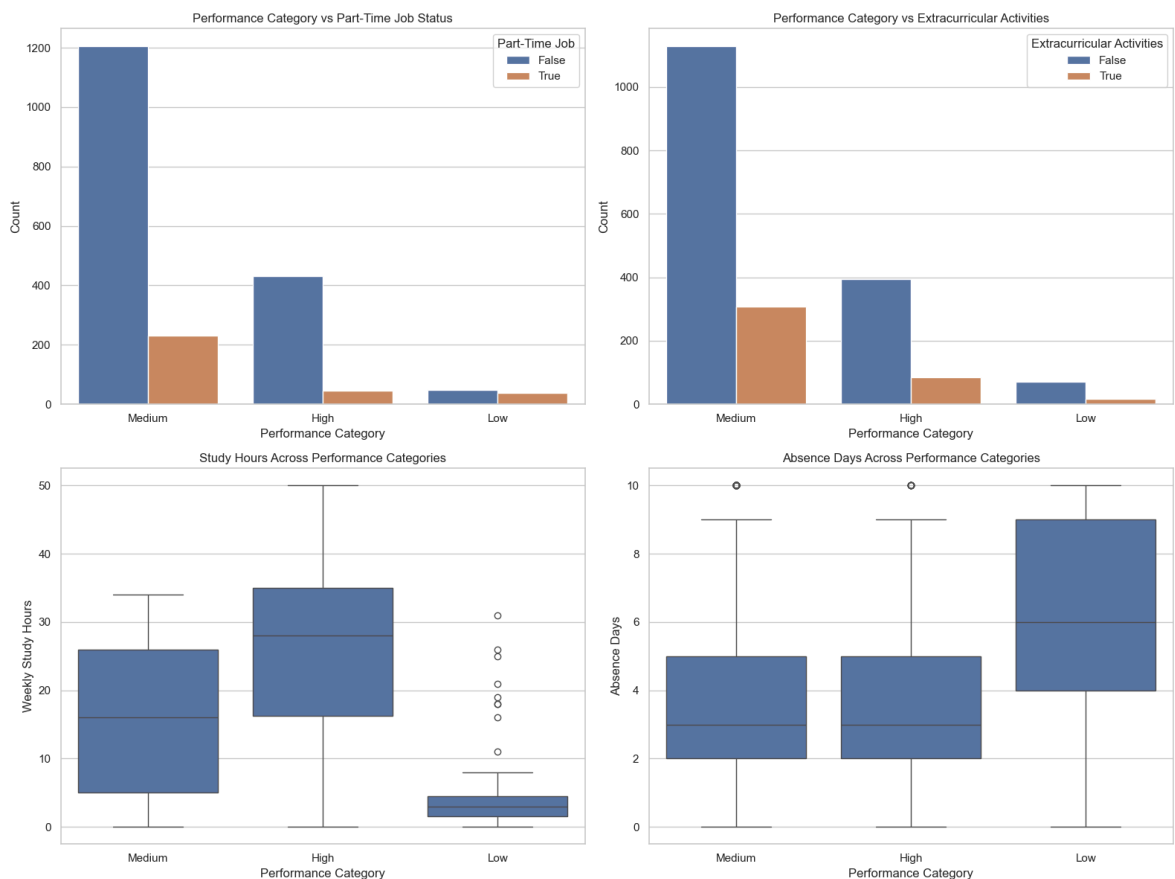 Performance Category vs Part-Time Job Status
Part-Time Job
False
True
1200
1000
800
600
400
200
0
Count
Medium
High
Low
Performance Category
Performance Category vs Extracurricular Activities
Extracurricular Activities
False
True
1000
800
600
400
200
0
Count
Medium
High
Low
Performance Category
Study Hours Across Performance Categories
50
40
30
20
10
0
Weekly Study Hours
Medium
High
Low
Performance Category
Absence Days Across Performance Categories
10
8
6
4
2
0
Absence Days
Medium
High
Low
Performance Category